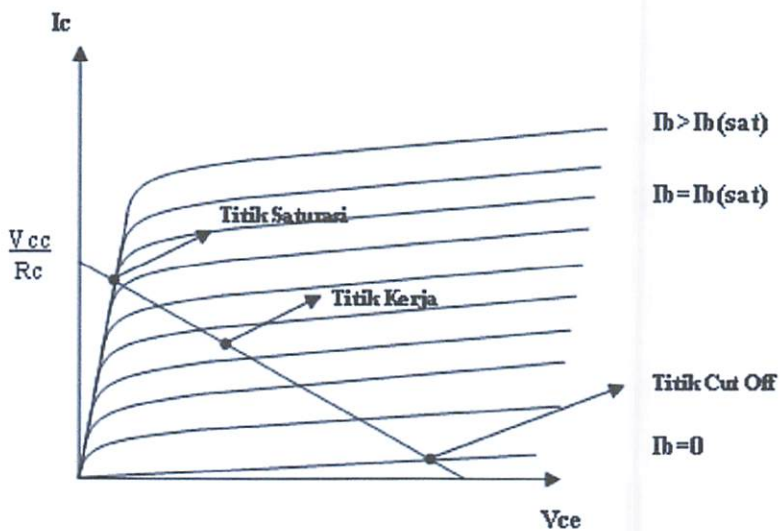 Ic
Ib>Ib(sat)
Ib=Ib(sat)
Titik Saturasi
Vcc
Rc
Titik Kerja
Titik Cut Off
Ib=0
Vce